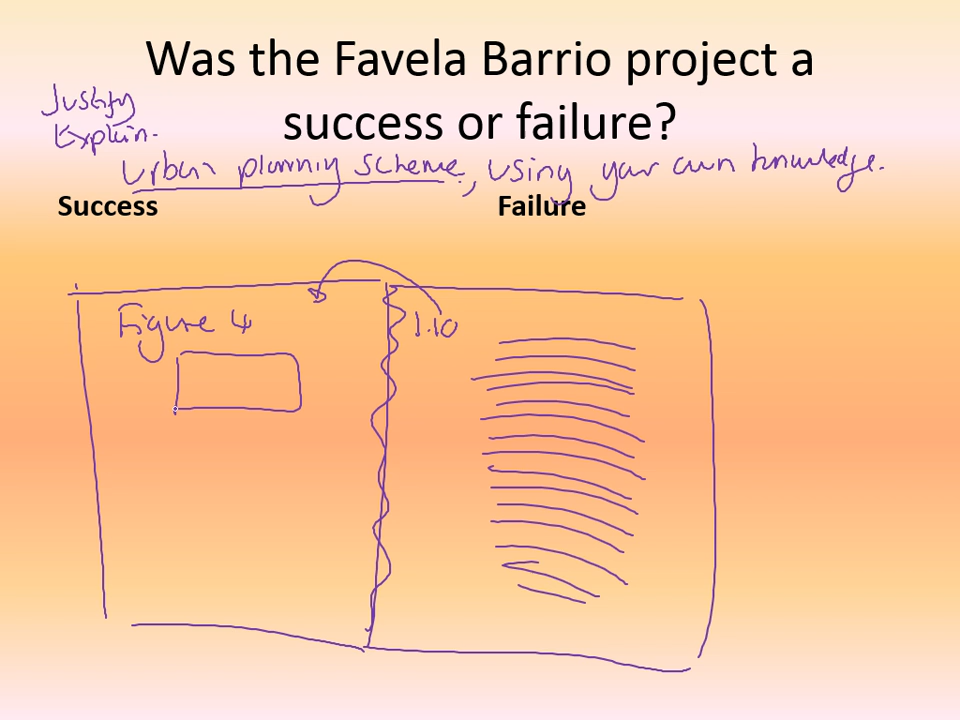 Was the Favela Barrio project a
success or failure?
Justify
Explain.
Urban planning scheme, using your own knowledge.
Success
Failure
Figure 4
1.10